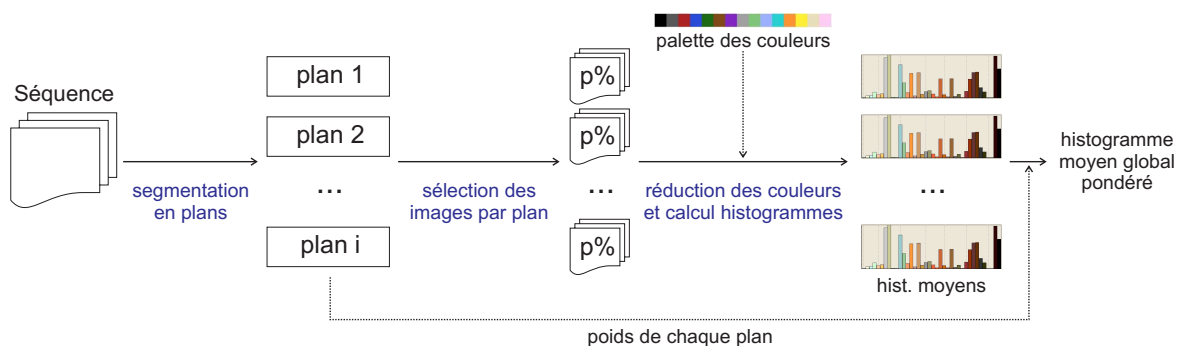 Séquence
segmentation
en plans
plan 1
plan 2
...
plan i
sélection des
images par plan
p%
p%
...
p%
palette des couleurs
réduction des couleurs
et calcul histogrammes
...
hist. moyens
histogramme
moyen global
pondéré
poids de chaque plan